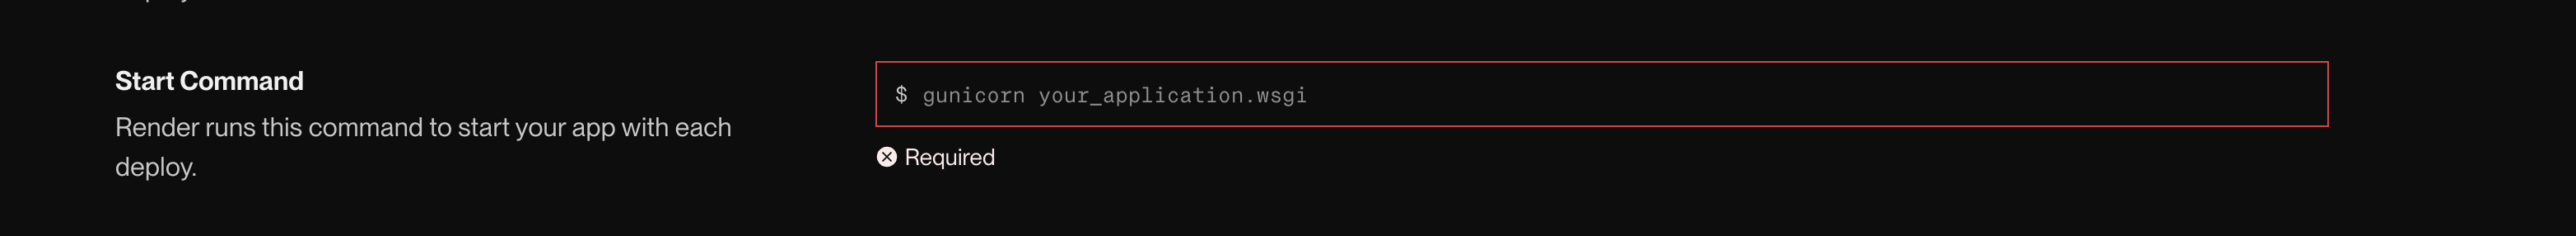 Start Command
Render runs this command to start your app with each
deploy.
$ gunicorn your_application.wsgi
Required